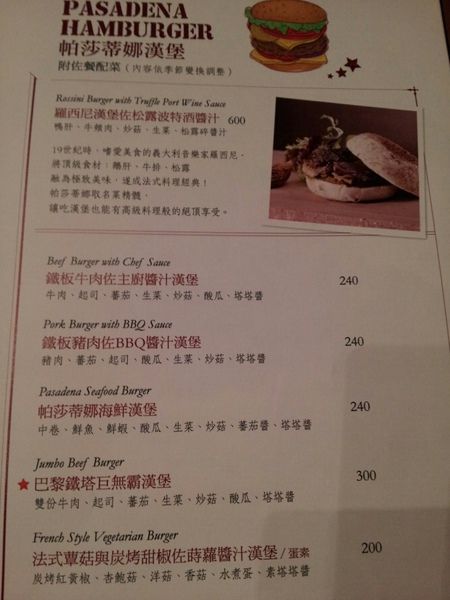 PASADENA
HAMBURGER
帕莎蒂娜漢堡
附佐餐配菜（內容依季節變換調整）
Rossini Burger with Truffle Port Wine Sauce
羅西尼漢堡佐松露波特酒醬汁 600
鴨肝、牛頰肉、炒菇、生菜、松露碎醬汁
19世紀時，嗜愛美食的義大利音樂家羅西尼，
將頂級食材：鵝肝、牛排、松露
融為極致美味，遂成法式料理經典！
帕莎蒂娜取名菜精髓，
讓吃漢堡也能有高級料理般的絕頂享受。
Beef Burger with Chef Sauce
鐵板牛肉佐主廚醬汁漢堡 240
牛肉、起司、蕃茄、生菜、炒菇、酸瓜、塔塔醬
Pork Burger with BBQ Sauce
鐵板豬肉佐BBQ醬汁漢堡 240
豬肉、蕃茄、起司、酸瓜、生菜、炒菇、塔塔醬
Pasadena Seafood Burger
帕莎蒂娜海鮮漢堡 240
中卷、鮮魚、鮮蝦、酸瓜、生菜、炒菇、蕃茄醬、塔塔醬
Jumbo Beef Burger
巴黎鐵塔巨無霸漢堡 300
雙份牛肉、起司、蕃茄、生菜、炒菇、酸瓜、塔塔醬
French Style Vegetarian Burger
法式蕈菇與炭烤甜椒佐蒔蘿醬汁漢堡 / 蛋素 200
炭烤紅黃椒、杏鮑菇、洋菇、香菇、水煮蛋、素塔塔醬